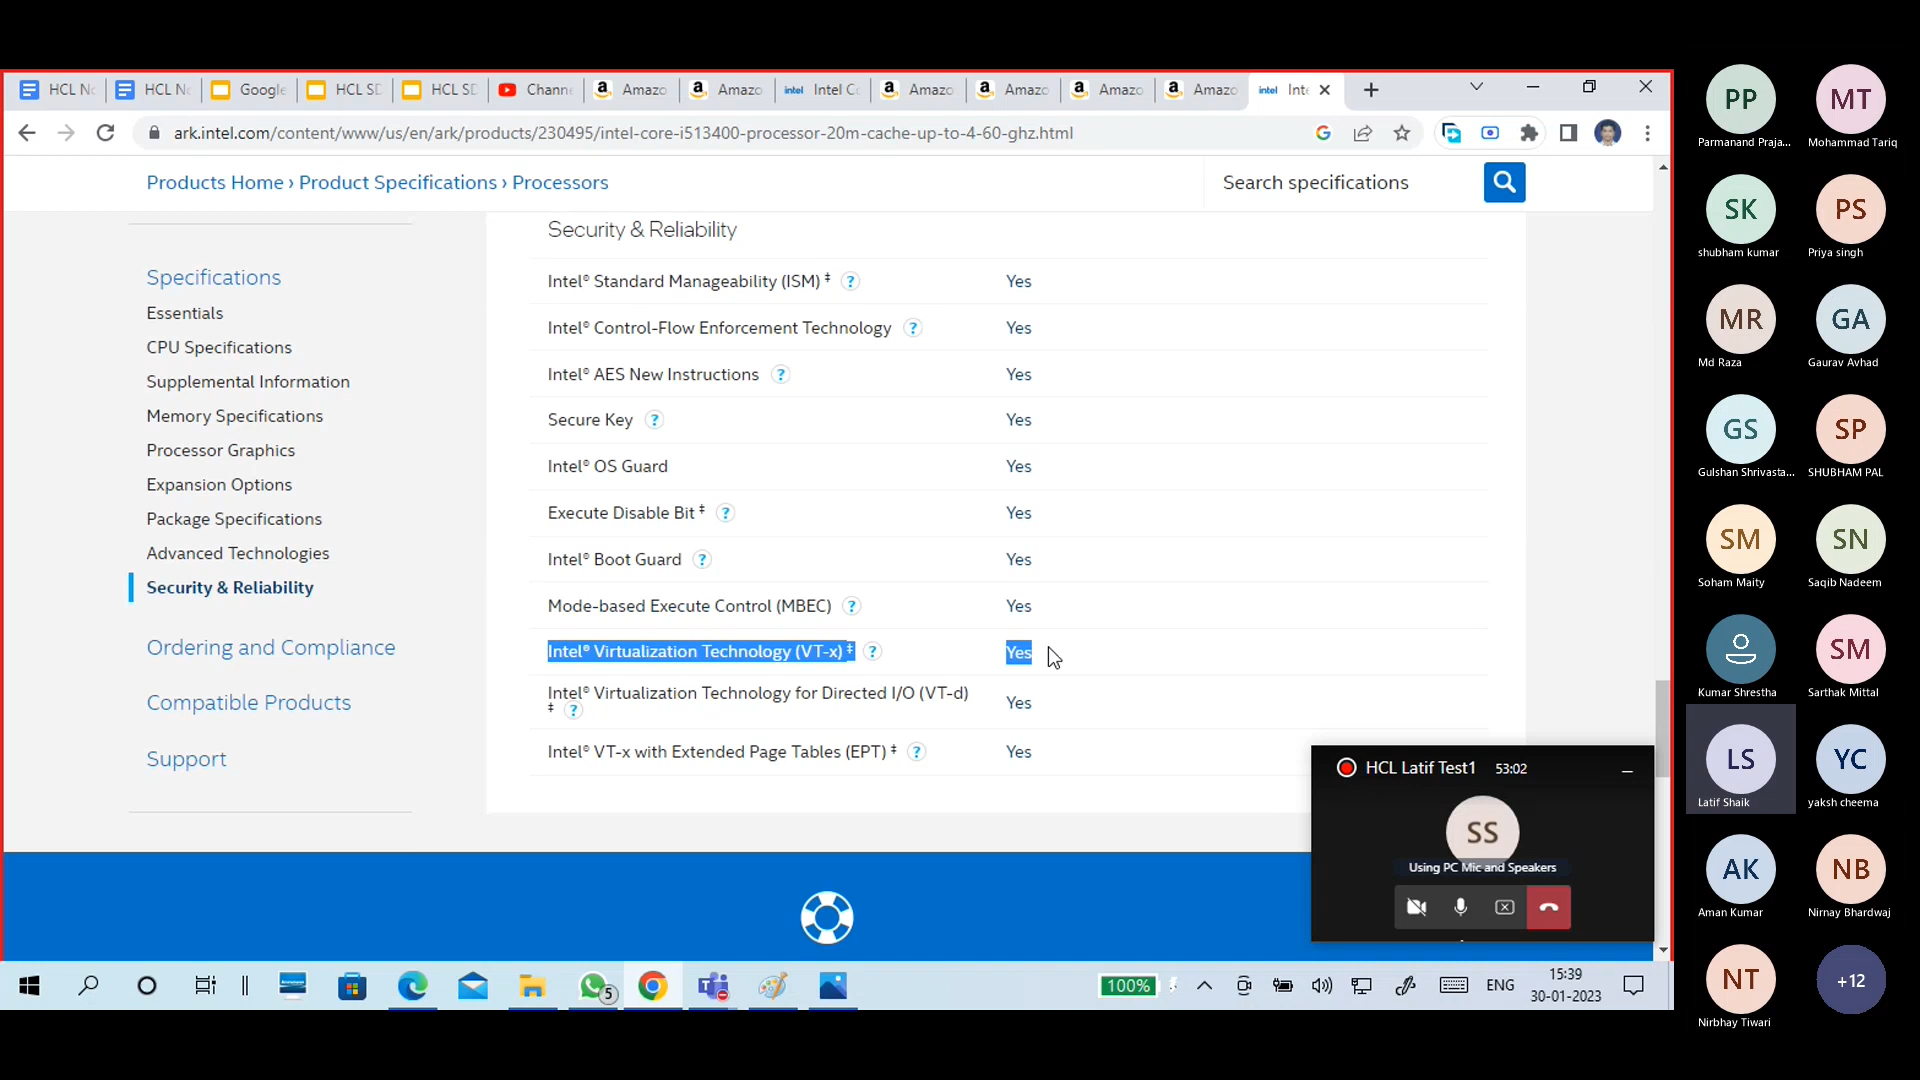 HCL No
HCL No
Google
HCL SD
HCL SD
Chann
Amazo
Amazo
intel Intel Co
Amazo
Amazo
Amazo
Amazo
intel Inte
ark.intel.com/content/www/us/en/ark/products/230495/intel-core-i513400-processor-20m-cache-up-to-4-60-ghz.html
Products Home › Product Specifications › Processors
Search specifications
Specifications
Essentials
CPU Specifications
Supplemental Information
Memory Specifications
Processor Graphics
Expansion Options
Package Specifications
Advanced Technologies
Security & Reliability
Ordering and Compliance
Compatible Products
Support
Security & Reliability
Intel® Standard Manageability (ISM) ‡ ? Yes
Intel® Control-Flow Enforcement Technology ? Yes
Intel® AES New Instructions ? Yes
Secure Key ? Yes
Intel® OS Guard Yes
Execute Disable Bit ‡ ? Yes
Intel® Boot Guard ? Yes
Mode-based Execute Control (MBEC) ? Yes
Intel® Virtualization Technology (VT-x) ‡ ? Yes
Intel® Virtualization Technology for Directed I/O (VT-d) Yes
‡ ?
Intel® VT-x with Extended Page Tables (EPT) ‡ ? Yes
HCL Latif Test1 53:02
SS
Using PC Mic and Speakers
5
100%
ENG
15:39
30-01-2023
PP
Parmanand Praja...
MT
Mohammad Tariq
SK
shubham kumar
PS
Priya singh
MR
Md Raza
GA
Gaurav Avhad
GS
Gulshan Shrivasta...
SP
SHUBHAM PAL
SM
Soham Maity
SN
Saqib Nadeem
Kumar Shrestha
SM
Sarthak Mittal
LS
Latif Shaik
YC
yaksh cheema
AK
Aman Kumar
NB
Nirnay Bhardwaj
NT
Nirbhay Tiwari
+12